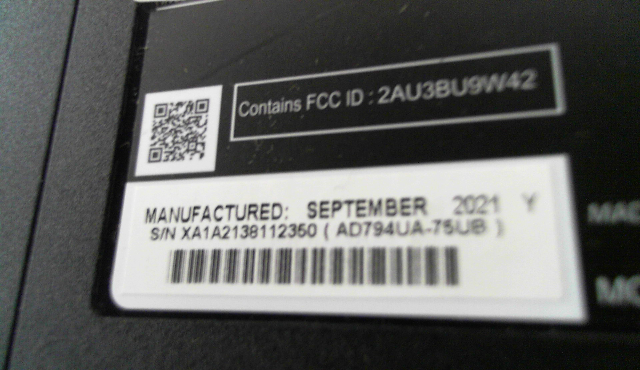 Contains FCC ID : 2AU3BU9W42
MANUFACTURED: SEPTEMBER 2021 Y
S/N XA1A2138112350 ( AD794UA-75UB )